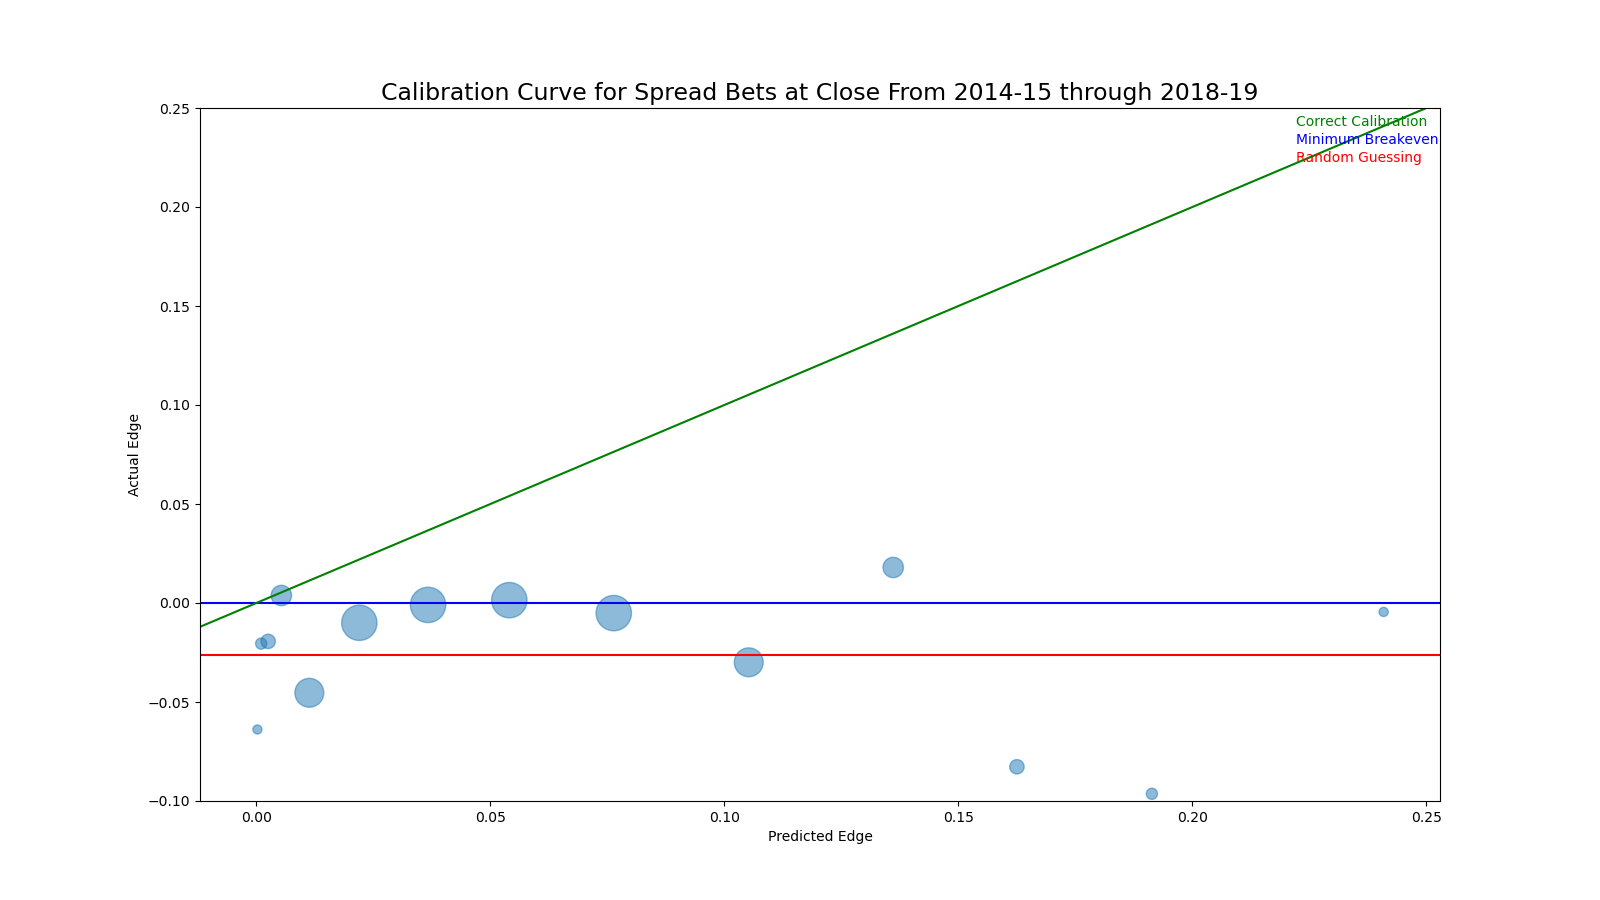 Calibration Curve for Spread Bets at Close From 2014-15 through 2018-19
Correct Calibration
Minimum Breakeven
Random Guessing
0.25
0.20
0.15
0.10
0.05
0.00
−0.05
−0.10
Actual Edge
0.00 0.05 0.10 0.15 0.20 0.25
Predicted Edge